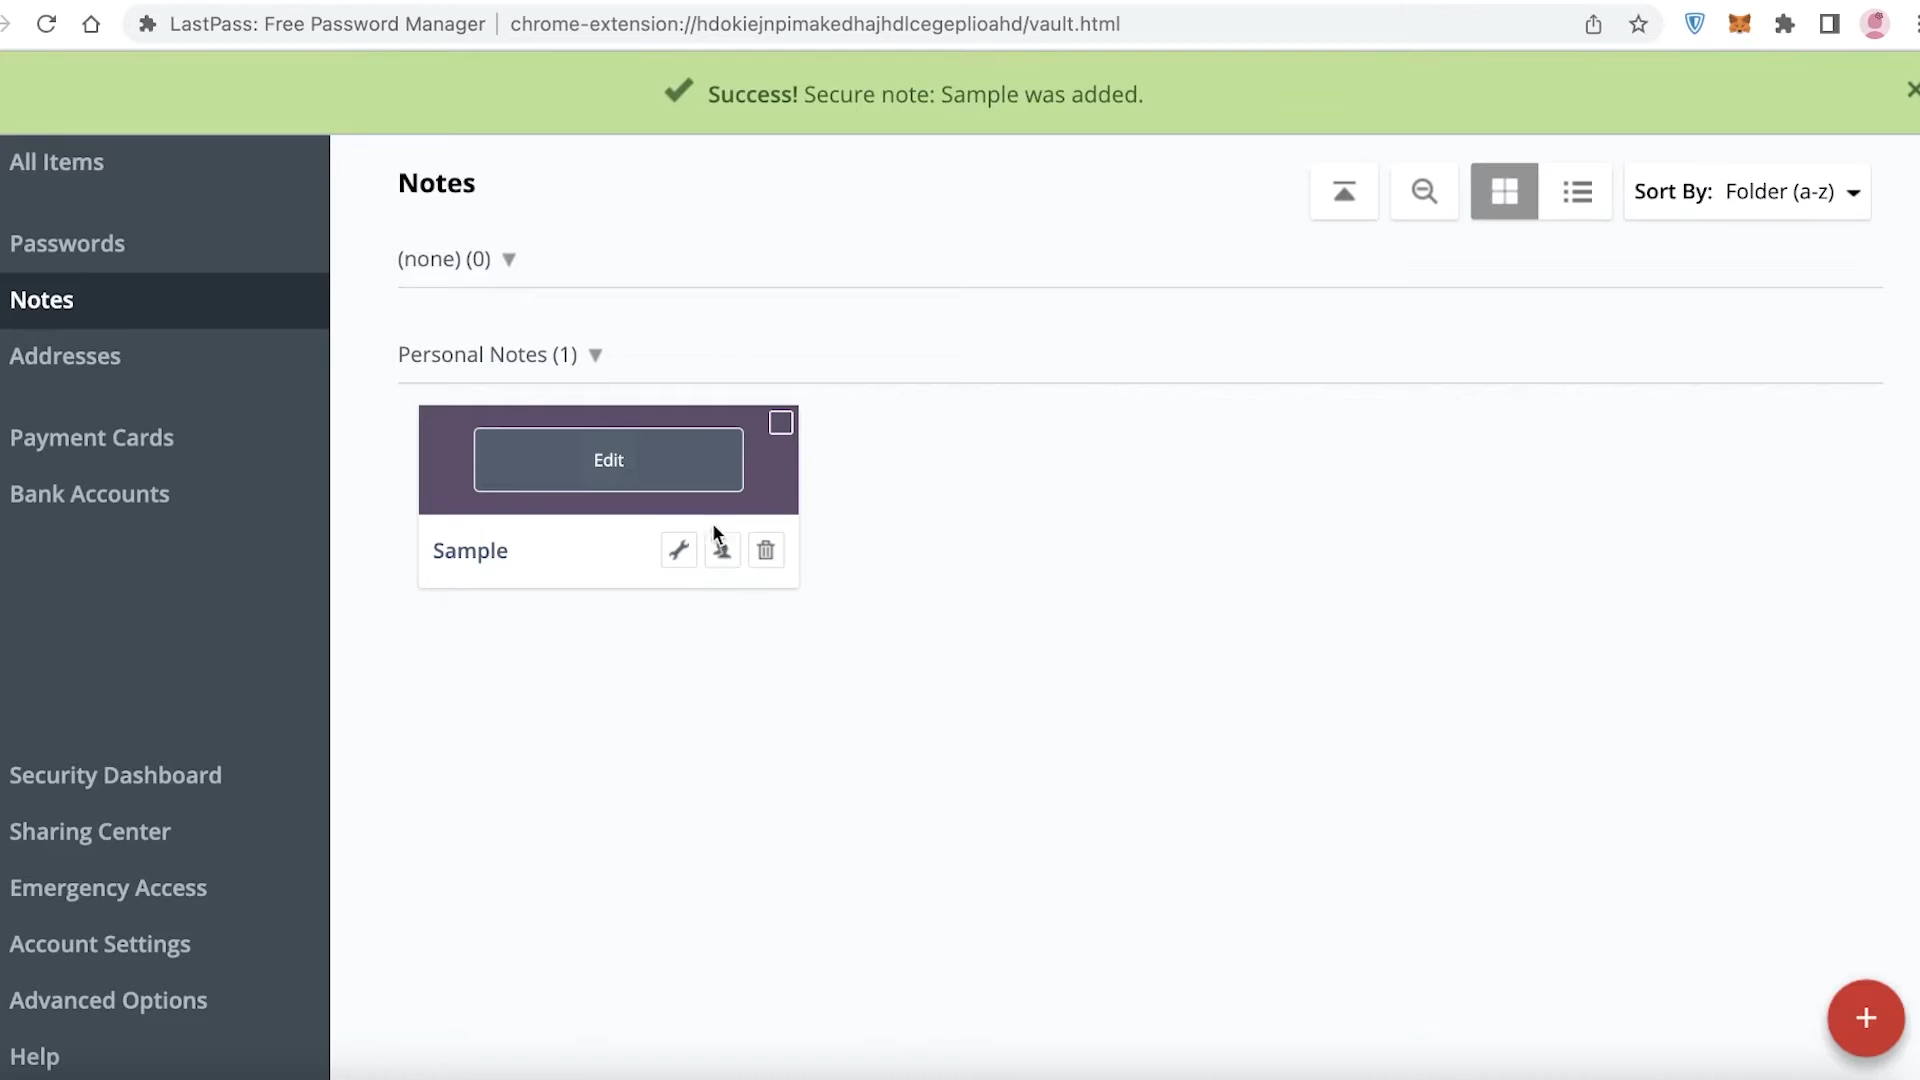 LastPass: Free Password Manager | chrome-extension://hdokiejnpimakedhajhdlcegeplioahd/vault.html
Success! Secure note: Sample was added.
All Items
Passwords
Notes
Addresses
Payment Cards
Bank Accounts
Security Dashboard
Sharing Center
Emergency Access
Account Settings
Advanced Options
Help
Notes
Sort By: Folder (a-z)
(none) (0)
Personal Notes (1)
Edit
Sample